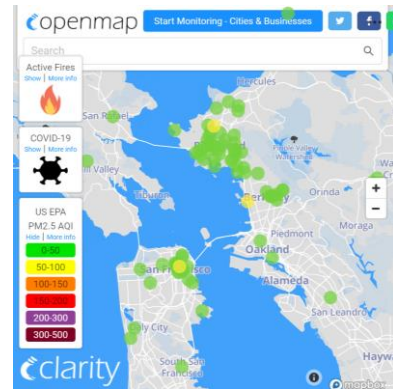 openmap
Start Monitoring - Cities & Businesses
Search
Active Fires
Show | More info
COVID-19
Show | More info
US EPA
PM2.5 AQI
Hide | More info
0-50
50-100
100-150
150-200
200-300
300-500
clarity
Hercules
San Rafael
Mill Valley
Tiburon
Watershed
Orinda
Moraga
Berkeley
Piedmont
Oakland
Alameda
San Francisco
San Leandro
Daly City
South San
Francisco
Hayw
mapbox
+
-